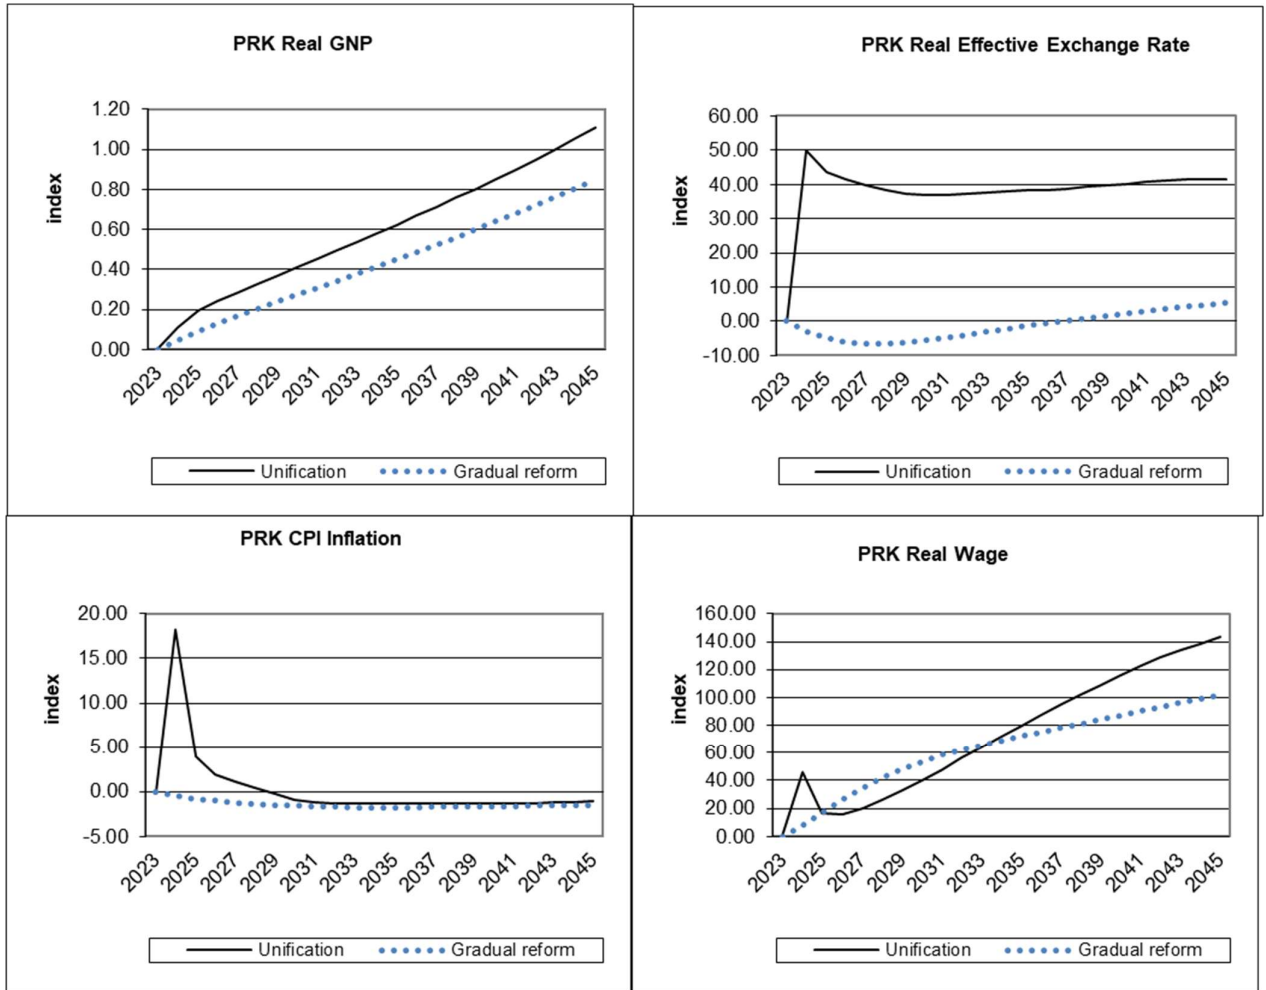 PRK Real GNP
index
1.20
1.00
0.80
0.60
0.40
0.20
0.00
2023 2025 2027 2029 2031 2033 2035 2037 2039 2041 2043 2045
Unification Gradual reform
PRK Real Effective Exchange Rate
index
60.00
50.00
40.00
30.00
20.00
10.00
0.00
-10.00
2023 2025 2027 2029 2031 2033 2035 2037 2039 2041 2043 2045
Unification Gradual reform
PRK CPI Inflation
index
20.00
15.00
10.00
5.00
0.00
-5.00
2023 2025 2027 2029 2031 2033 2035 2037 2039 2041 2043 2045
Unification Gradual reform
PRK Real Wage
index
160.00
140.00
120.00
100.00
80.00
60.00
40.00
20.00
0.00
2023 2025 2027 2029 2031 2033 2035 2037 2039 2041 2043 2045
Unification Gradual reform